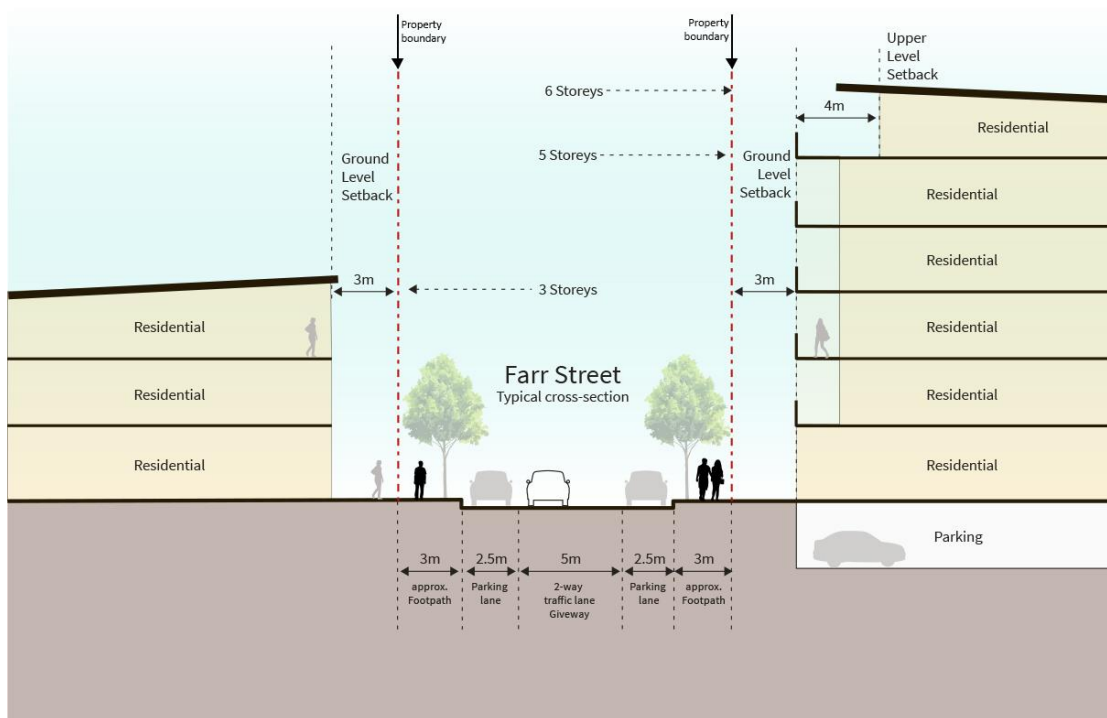 Property
boundary
Property
boundary
Upper
Level
Setback
6 Storeys
4m
Residential
5 Storeys
Ground
Level
Setback
Ground
Level
Setback
Residential
Residential
3m
3 Storeys
3m
Residential
Residential
Farr Street
Typical cross-section
Residential
Residential
Residential
Residential
Parking
3m
2.5m
5m
2.5m
3m
approx.
Footpath
Parking
lane
2-way
traffic lane
Giveway
Parking
lane
approx.
Footpath